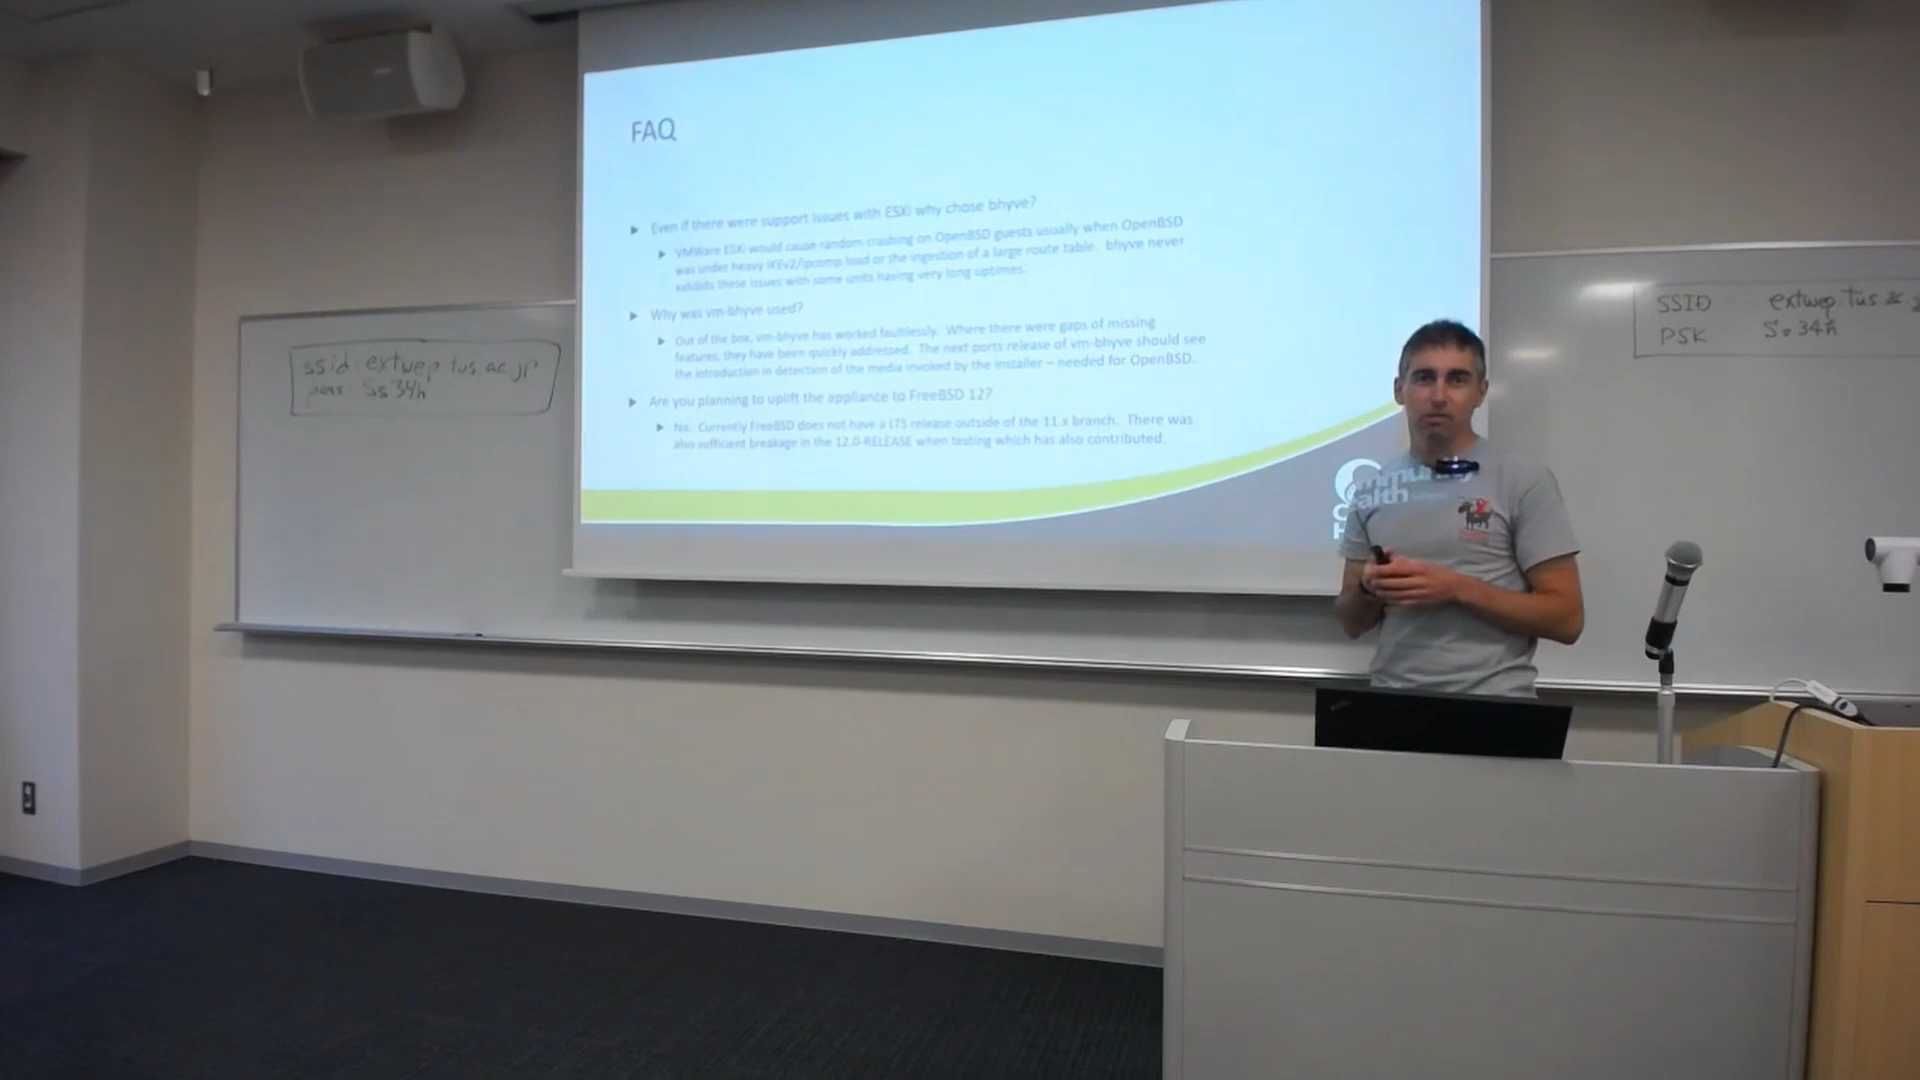 FAQ
Even if there were support issues with ESXi why chose bhyve?
VMWare ESXi would cause random crashing on OpenBSD guests usually when OpenBSD
was under heavy IKEv2/ipcomp load or the ingestion of a large route table. bhyve never
exhibits these issues with some units having very long uptimes.
Why was vm-bhyve used?
Out of the box, vm-bhyve has worked faultlessly. Where there were gaps of missing
features, they have been quickly addressed. The next ports release of vm-bhyve should see
the introduction in detection of the media invoked by the installer – needed for OpenBSD.
Are you planning to uplift the appliance to FreeBSD 12?
No. Currently FreeBSD does not have a LTS release outside of the 11.x branch. There was
also sufficient breakage in the 12.0-RELEASE when testing which has also contributed.
ssid: extwep tus.ac.jp
pass: Ss34h
SSID extwep tus
PSK